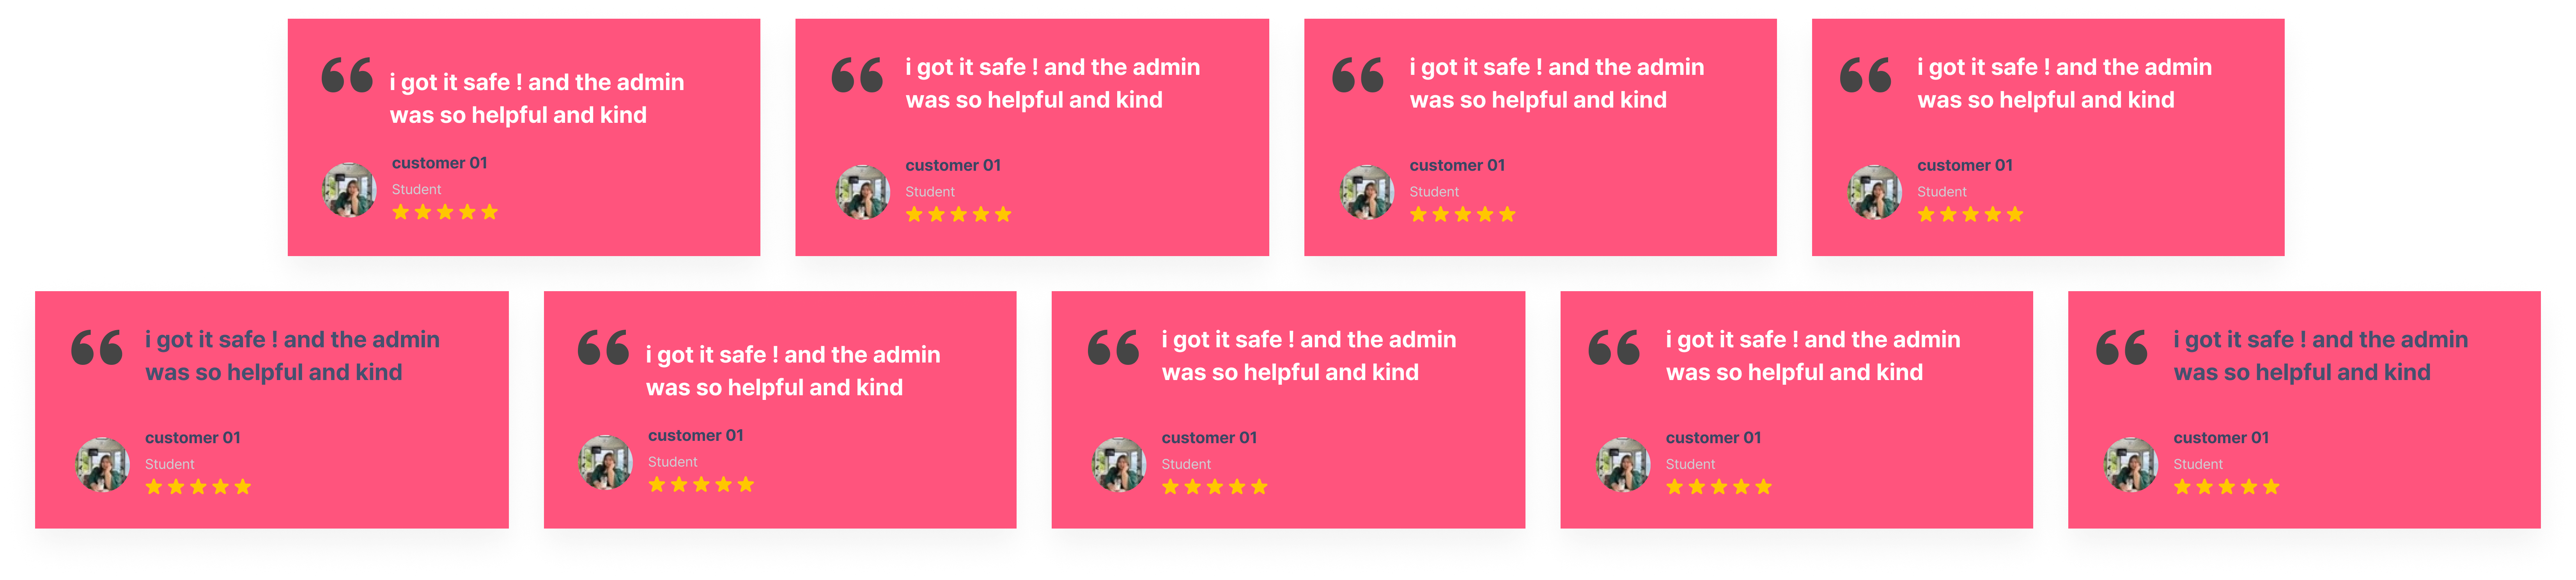 “
i got it safe ! and the admin
was so helpful and kind
customer 01
Student
“
i got it safe ! and the admin
was so helpful and kind
customer 01
Student
“
i got it safe ! and the admin
was so helpful and kind
customer 01
Student
“
i got it safe ! and the admin
was so helpful and kind
customer 01
Student
“
i got it safe ! and the admin
was so helpful and kind
customer 01
Student
“
i got it safe ! and the admin
was so helpful and kind
customer 01
Student
“
i got it safe ! and the admin
was so helpful and kind
customer 01
Student
“
i got it safe ! and the admin
was so helpful and kind
customer 01
Student
“
i got it safe ! and the admin
was so helpful and kind
customer 01
Student